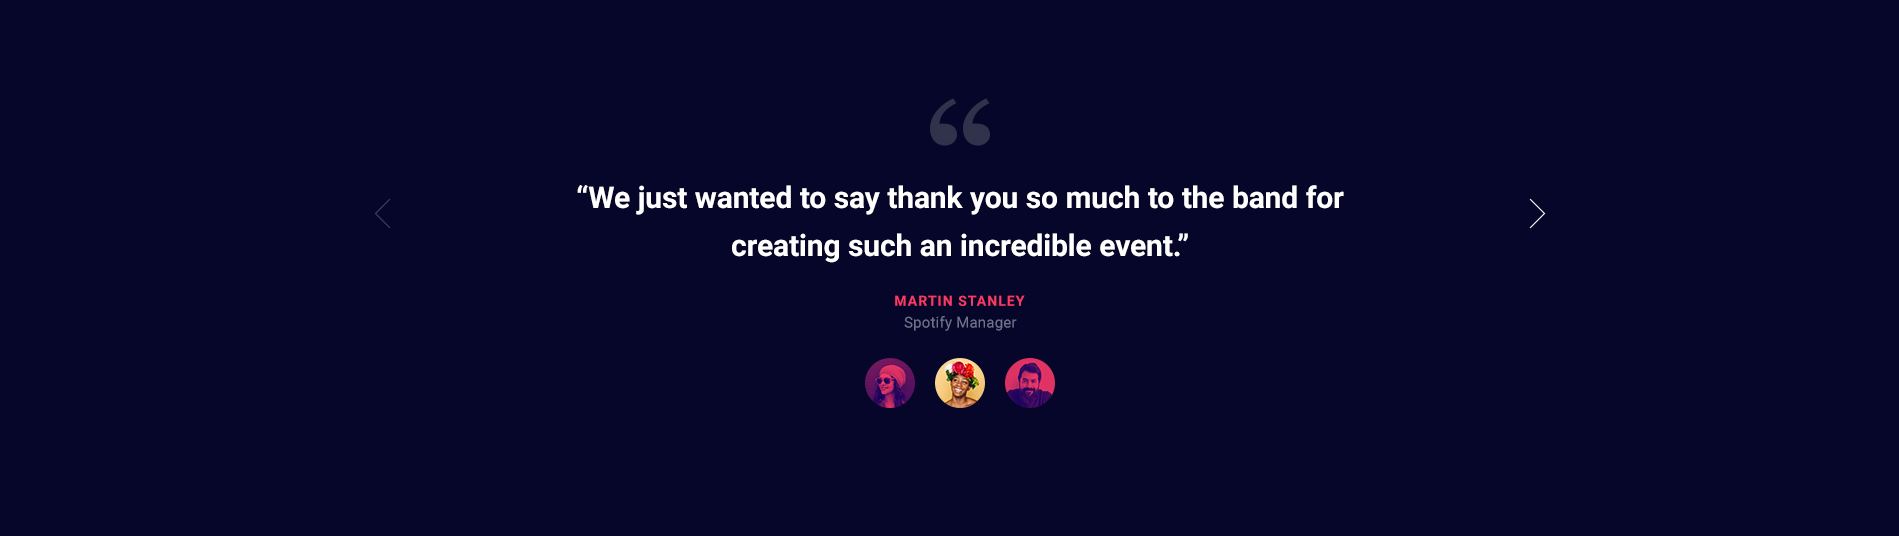 “
“We just wanted to say thank you so much to the band for
creating such an incredible event.”
MARTIN STANLEY
Spotify Manager